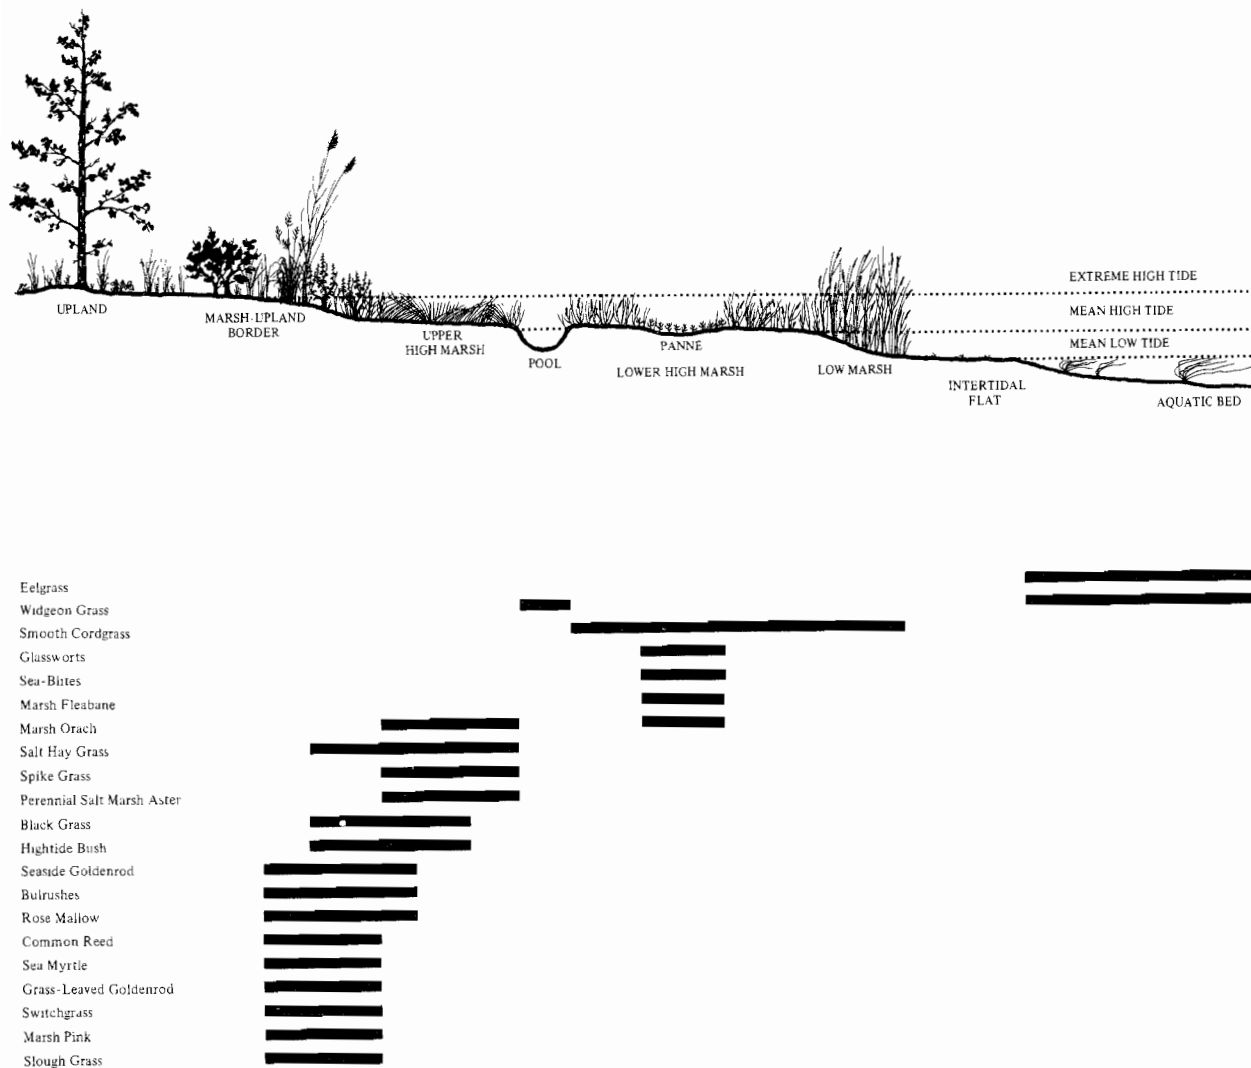 EXTREME HIGH TIDE
UPLAND
MARSH-UPLAND
BORDER
MEAN HIGH TIDE
UPPER
HIGH MARSH
POOL
PANNE
LOWER HIGH MARSH
MEAN LOW TIDE
LOW MARSH
INTERTIDAL
FLAT
AQUATIC BED
Eelgrass
Widgeon Grass
Smooth Cordgrass
Glassworts
Sea-Blites
Marsh Fleabane
Marsh Orach
Salt Hay Grass
Spike Grass
Perennial Salt Marsh Aster
Black Grass
Hightide Bush
Seaside Goldenrod
Bulrushes
Rose Mallow
Common Reed
Sea Myrtle
Grass-Leaved Goldenrod
Switchgrass
Marsh Pink
Slough Grass